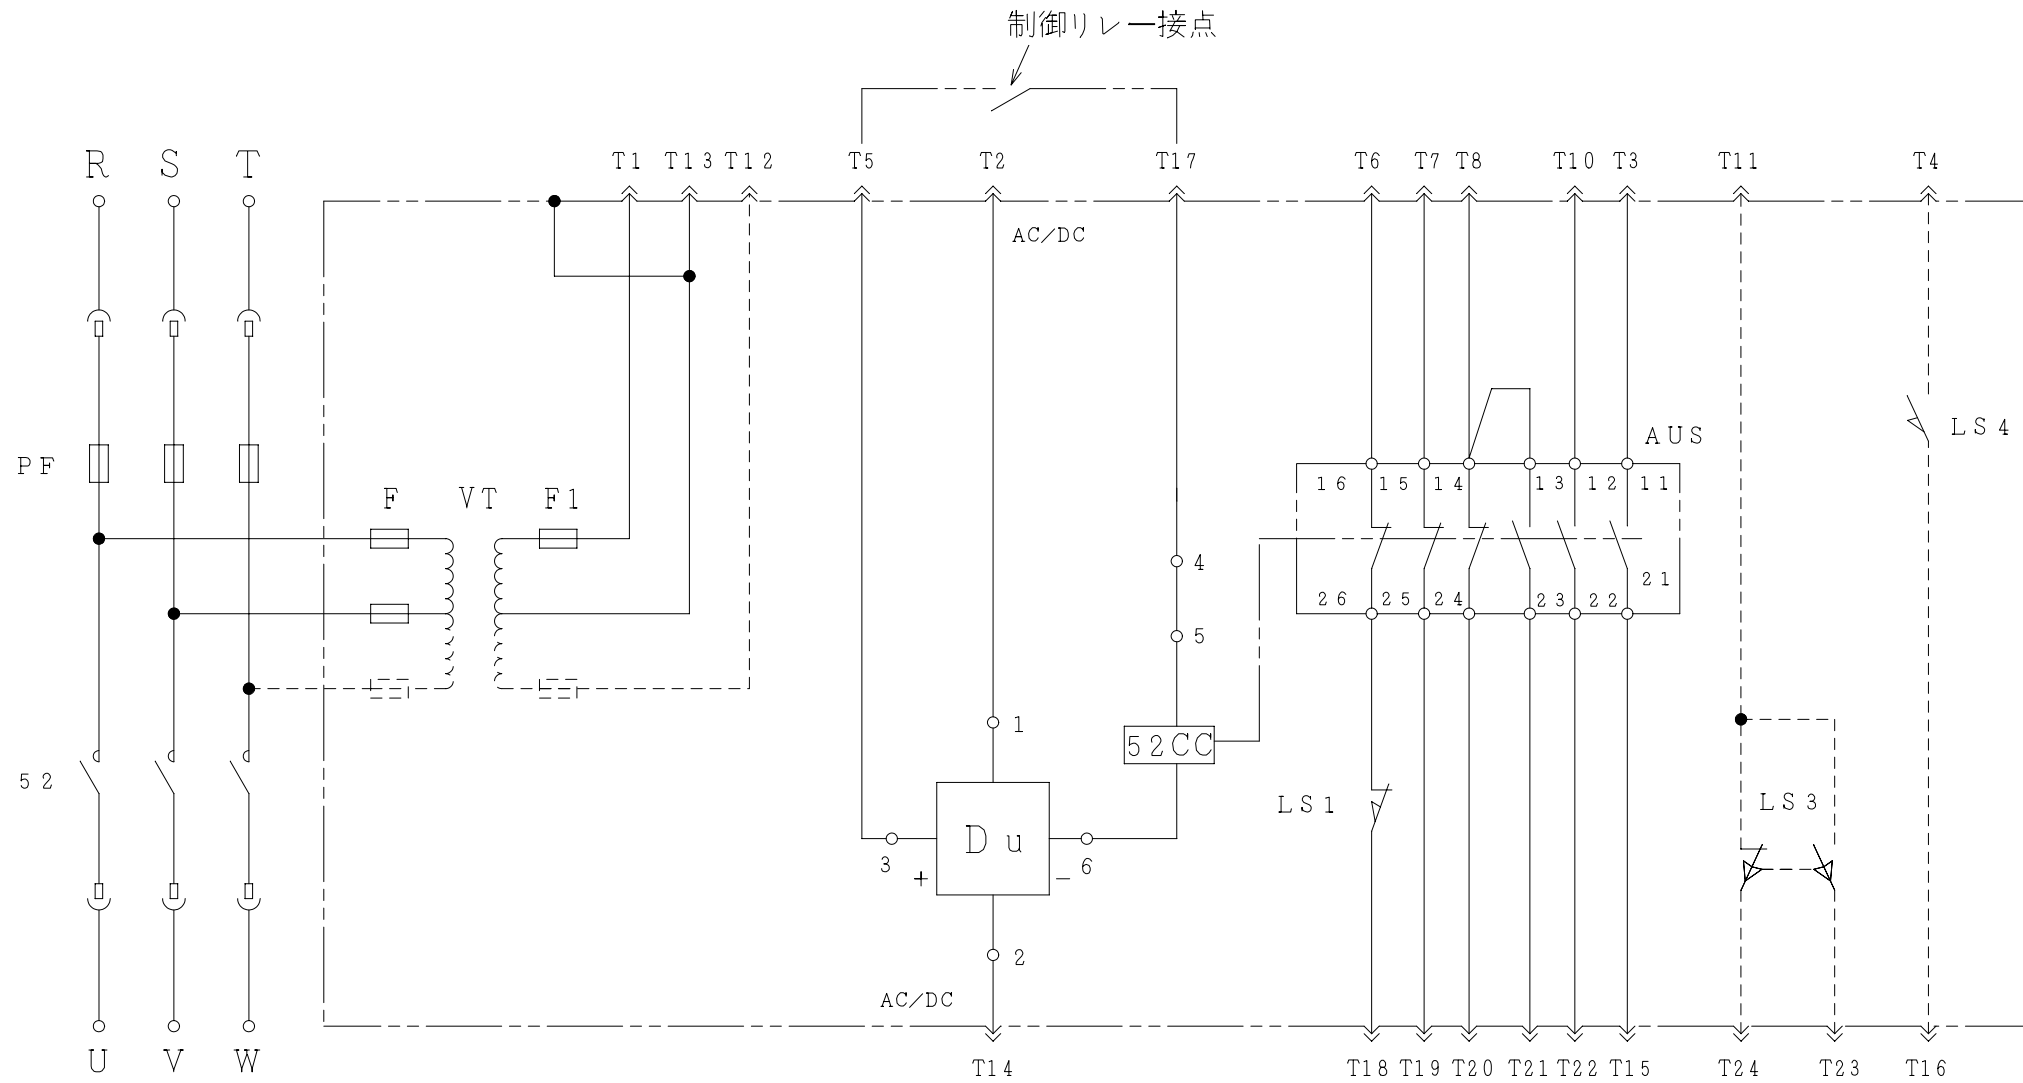 制御リレー接点
R S T T1 T13 T12 T5 T2 T17 T6 T7 T8 T10 T3 T11 T4
AC/DC
LS4
AUS
PF
16 15 14 13 12 11
F VT F1
4
21
26 25 24 23 22
5
1
52CC
52
LS1 LS3
Du
3 6
+ −
2
AC/DC
U V W T14 T18 T19 T20 T21 T22 T15 T24 T23 T16